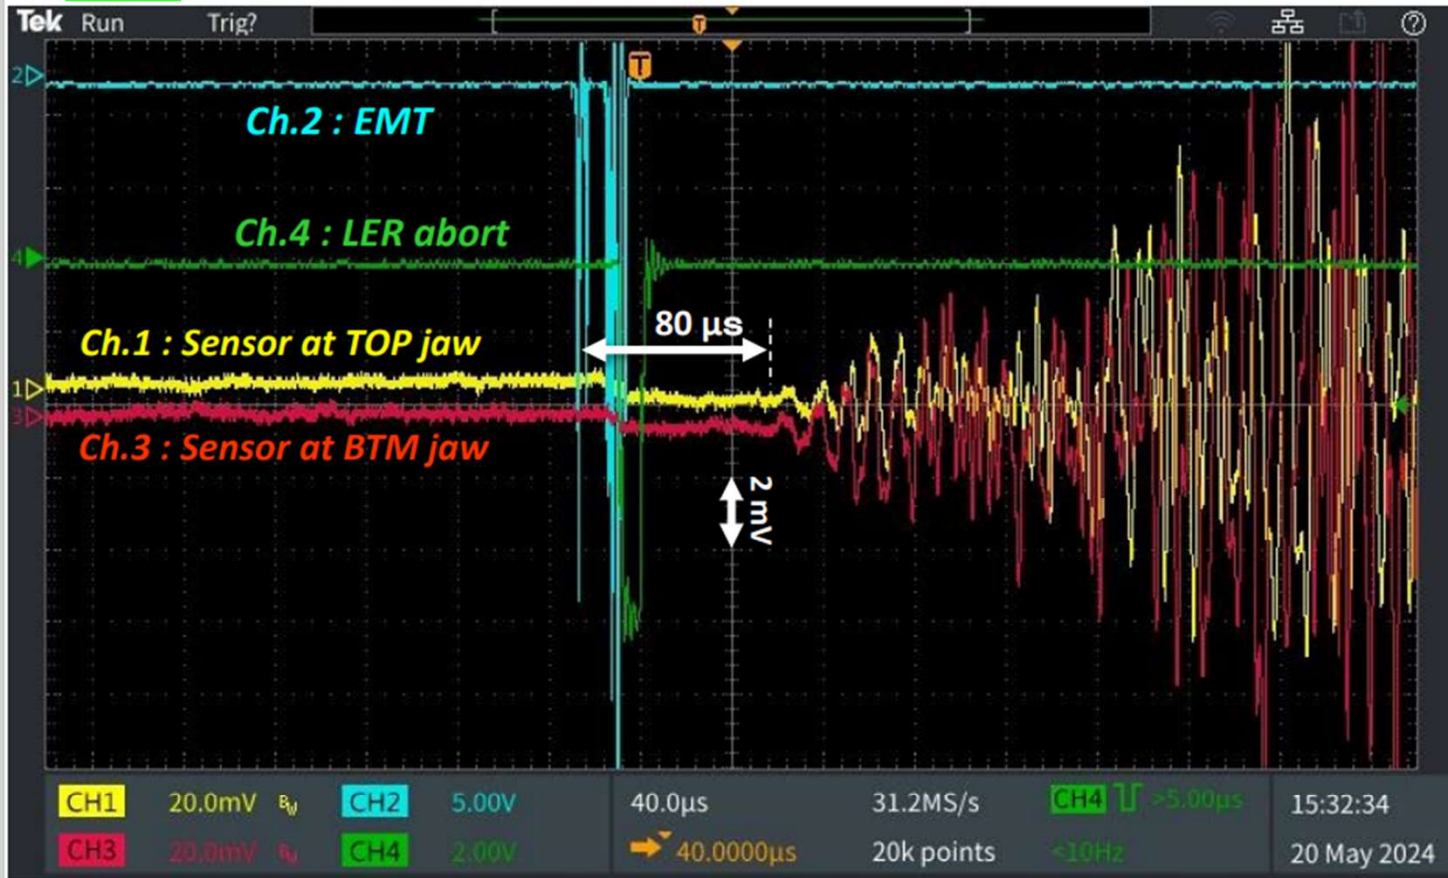 Tek Run Trig? T
T
2
Ch.2 : EMT
Ch.4 : LER abort
4
80 µs
Ch.1 : Sensor at TOP jaw
1
3
Ch.3 : Sensor at BTM jaw
2 mV
CH1 20.0mV BW CH2 5.00V 40.0µs 31.2MS/s CH4 >5.00µs 15:32:34
CH3 20.0mV BW CH4 2.00V 40.0000µs 20k points <10Hz 20 May 2024